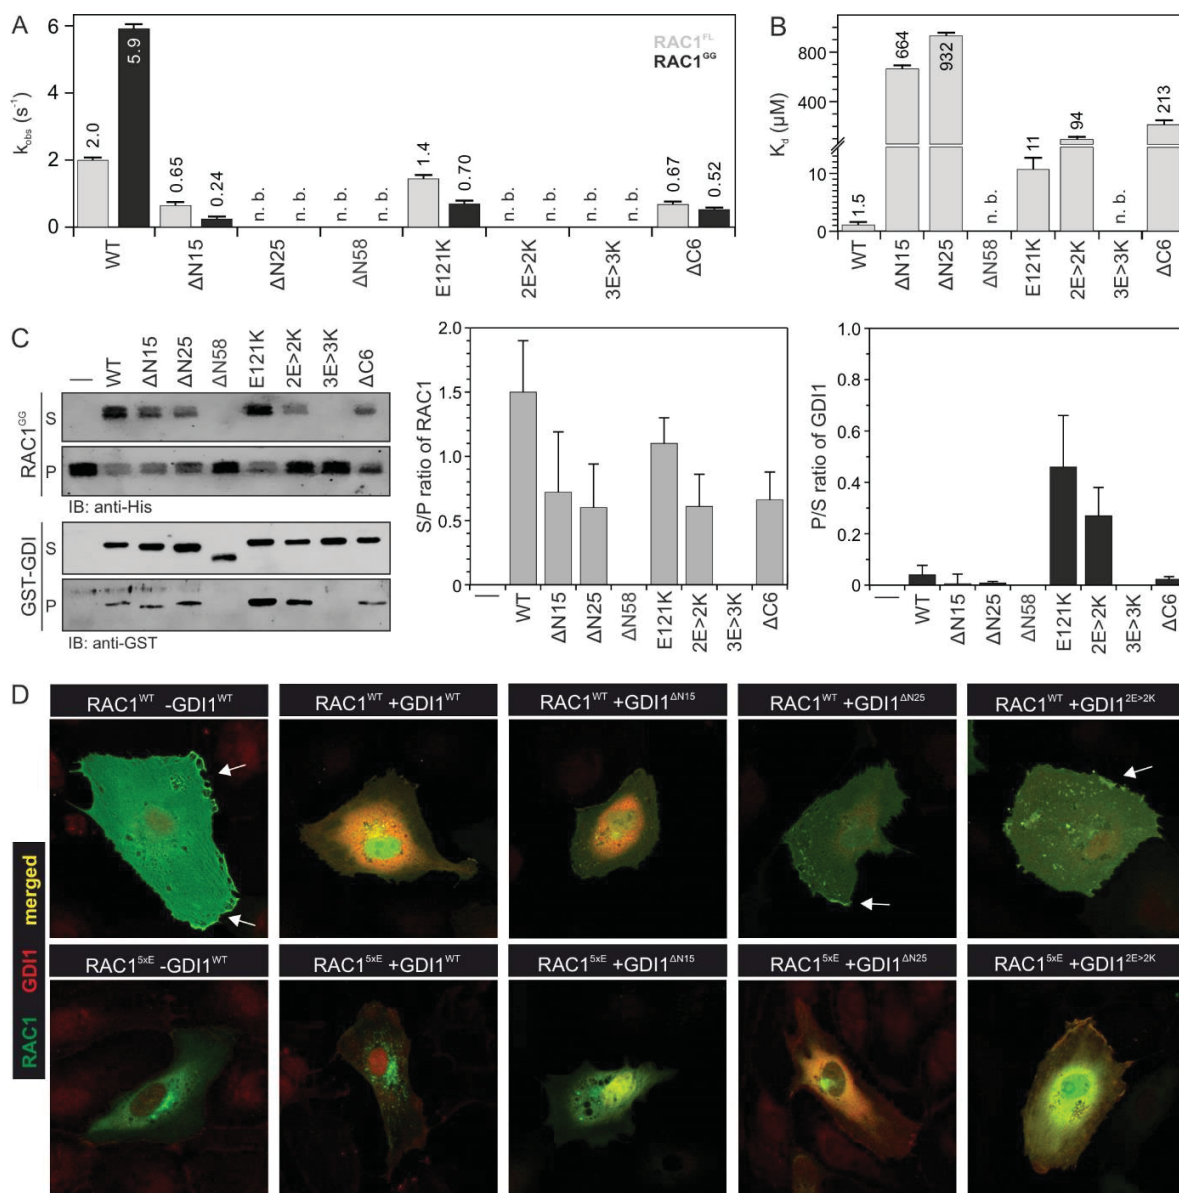 A
k_obs (s⁻¹)
6
4
2
0
RAC1^FL
RAC1^GG
2.0
5.9
0.65
0.24
n. b.
n. b.
n. b.
n. b.
1.4
0.70
n. b.
n. b.
n. b.
n. b.
0.67
0.52
WT
ΔN15
ΔN25
ΔN58
E121K
2E>2K
3E>3K
ΔC6
B
K_d (µM)
800
400
10
0
1.5
664
932
n. b.
11
94
n. b.
213
WT
ΔN15
ΔN25
ΔN58
E121K
2E>2K
3E>3K
ΔC6
C
—
WT
ΔN15
ΔN25
ΔN58
E121K
2E>2K
3E>3K
ΔC6
RAC1^GG
S
P
IB: anti-His
GST-GDI
S
P
IB: anti-GST
S/P ratio of RAC1
2.0
1.5
1.0
0.5
0
—
WT
ΔN15
ΔN25
ΔN58
E121K
2E>2K
3E>3K
ΔC6
P/S ratio of GDI1
1.0
0.8
0.6
0.4
0.2
0
—
WT
ΔN15
ΔN25
ΔN58
E121K
2E>2K
3E>3K
ΔC6
D
RAC1^WT -GDI1^WT
RAC1^WT +GDI1^WT
RAC1^WT +GDI1^ΔN15
RAC1^WT +GDI1^ΔN25
RAC1^WT +GDI1^2E>2K
RAC1 GDI1 merged
RAC1^5xE -GDI1^WT
RAC1^5xE +GDI1^WT
RAC1^5xE +GDI1^ΔN15
RAC1^5xE +GDI1^ΔN25
RAC1^5xE +GDI1^2E>2K